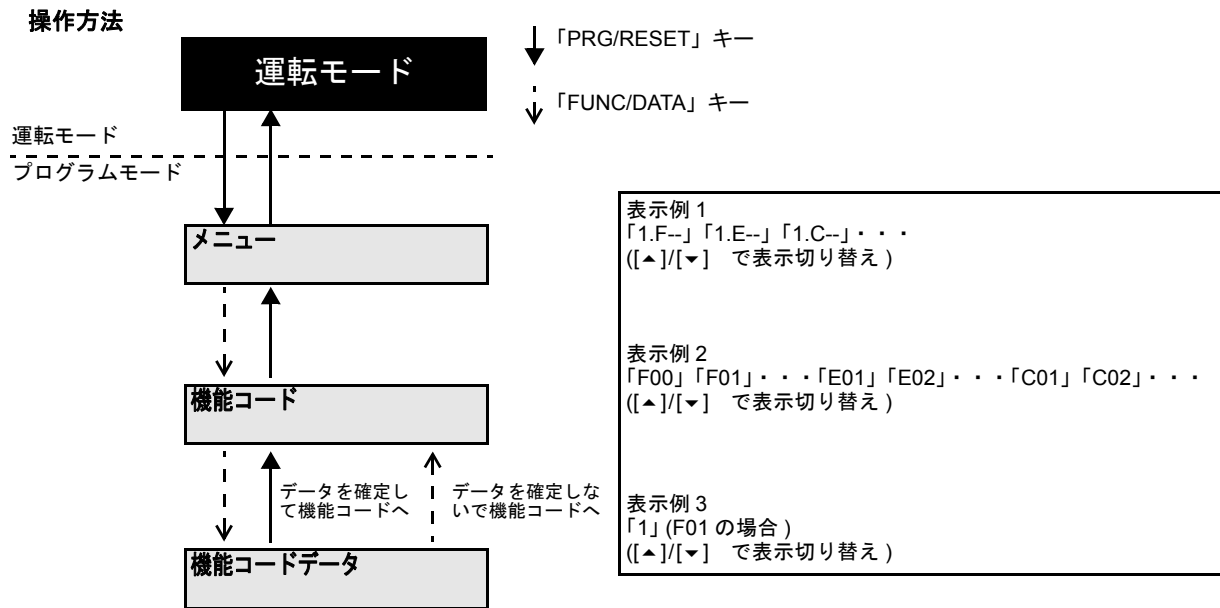 操作方法
運転モード
「PRG/RESET」キー
「FUNC/DATA」キー
運転モード
プログラムモード
メニュー
表示例 1
「1.F--」「1.E--」「1.C--」・・・
([▲]/[▼] で表示切り替え)
機能コード
表示例 2
「F00」「F01」・・・「E01」「E02」・・・「C01」「C02」・・・
([▲]/[▼] で表示切り替え)
データを確定し
て機能コードへ
データを確定しな
いで機能コードへ
機能コードデータ
表示例 3
「1」(F01 の場合)
([▲]/[▼] で表示切り替え)